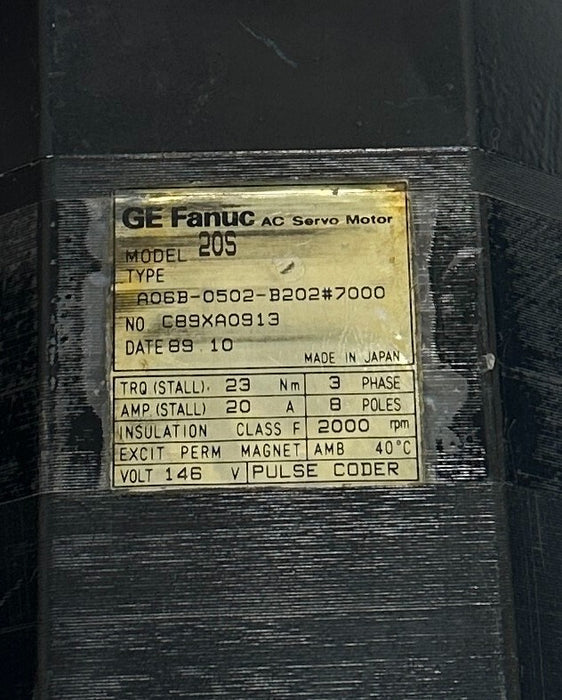 GE Fanuc AC Servo Motor
MODEL 20S
TYPE
A06B-0502-B202#7000
NO. C89XA0913
DATE 89.10
MADE IN JAPAN
TRQ (STALL). 23 Nm 3 PHASE
AMP. (STALL) 20 A 8 POLES
INSULATION CLASS F 2000 rpm
EXCIT PERM MAGNET AMB 40°C
VOLT 146 V PULSE CODER